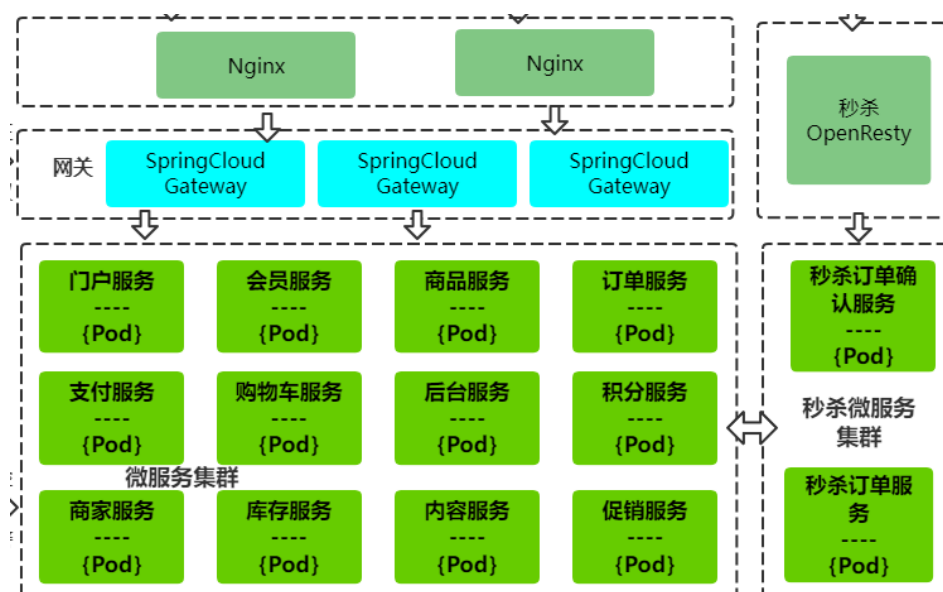 Nginx
Nginx
秒杀
OpenResty
网关
SpringCloud
Gateway
SpringCloud
Gateway
SpringCloud
Gateway
门户服务
----
{Pod}
会员服务
----
{Pod}
商品服务
----
{Pod}
订单服务
----
{Pod}
支付服务
----
{Pod}
购物车服务
----
{Pod}
后台服务
----
{Pod}
积分服务
----
{Pod}
微服务集群
商家服务
----
{Pod}
库存服务
----
{Pod}
内容服务
----
{Pod}
促销服务
----
{Pod}
秒杀订单确
认服务
----
{Pod}
秒杀微服务
集群
秒杀订单服
务
----
{Pod}